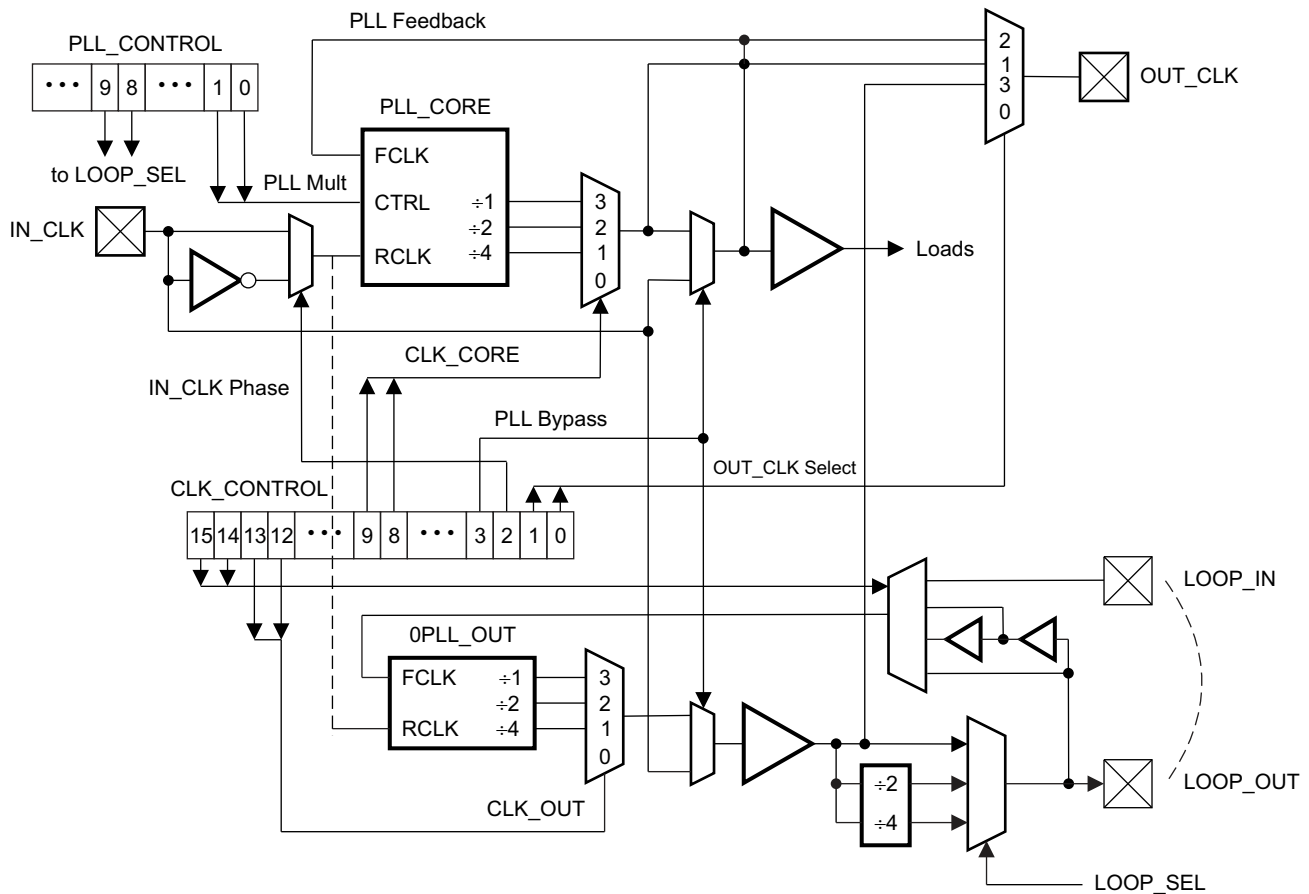 PLL Feedback
PLL_CONTROL
••• 9 8 ••• 1 0
to LOOP_SEL
PLL_CORE
FCLK
PLL Mult
CTRL
RCLK
÷1
÷2
÷4
3
2
1
0
IN_CLK
2
1
3
0
OUT_CLK
Loads
CLK_CORE
IN_CLK Phase
PLL Bypass
OUT_CLK Select
CLK_CONTROL
15 14 13 12 ••• 9 8 ••• 3 2 1 0
LOOP_IN
0PLL_OUT
FCLK
RCLK
÷1
÷2
÷4
3
2
1
0
CLK_OUT
÷2
÷4
LOOP_OUT
LOOP_SEL